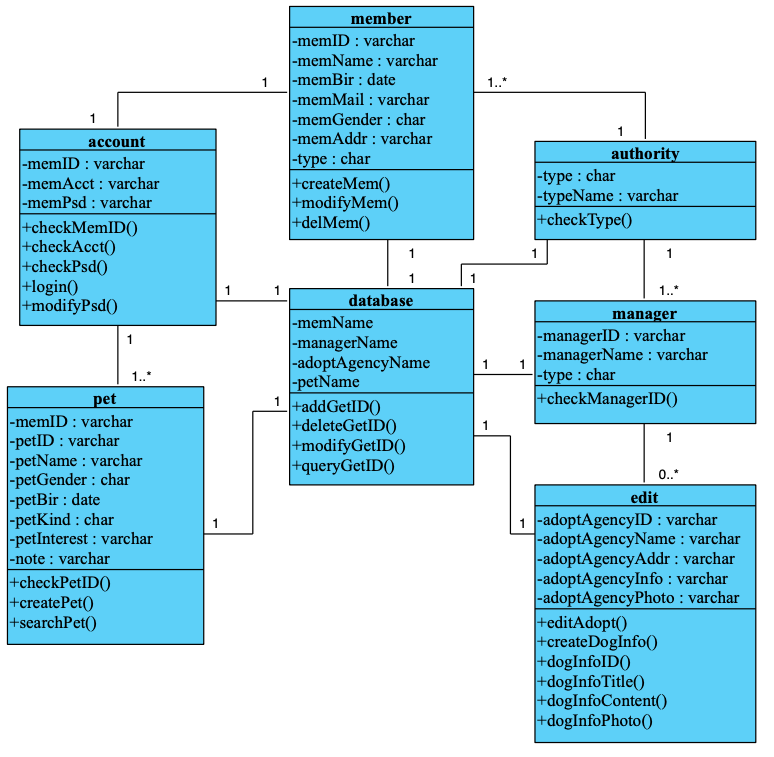 member
-memID : varchar
-memName : varchar
-memBir : date
-memMail : varchar
-memGender : char
-memAddr : varchar
-type : char
+createMem()
+modifyMem()
+delMem()
1
1
1..*
1
account
-memID : varchar
-memAcct : varchar
-memPsd : varchar
+checkMemID()
+checkAcct()
+checkPsd()
+login()
+modifyPsd()
authority
-type : char
-typeName : varchar
+checkType()
1
1
1
1
1
1
1
1..*
database
-memName
-managerName
-adoptAgencyName
-petName
+addGetID()
+deleteGetID()
+modifyGetID()
+queryGetID()
manager
-managerID : varchar
-managerName : varchar
-type : char
+checkManagerID()
1
1..*
1
1
1
1
1
1
1
0..*
pet
-memID : varchar
-petID : varchar
-petName : varchar
-petGender : char
-petBir : date
-petKind : char
-petInterest : varchar
-note : varchar
+checkPetID()
+createPet()
+searchPet()
edit
-adoptAgencyID : varchar
-adoptAgencyName : varchar
-adoptAgencyAddr : varchar
-adoptAgencyInfo : varchar
-adoptAgencyPhoto : varchar
+editAdopt()
+createDogInfo()
+dogInfoID()
+dogInfoTitle()
+dogInfoContent()
+dogInfoPhoto()